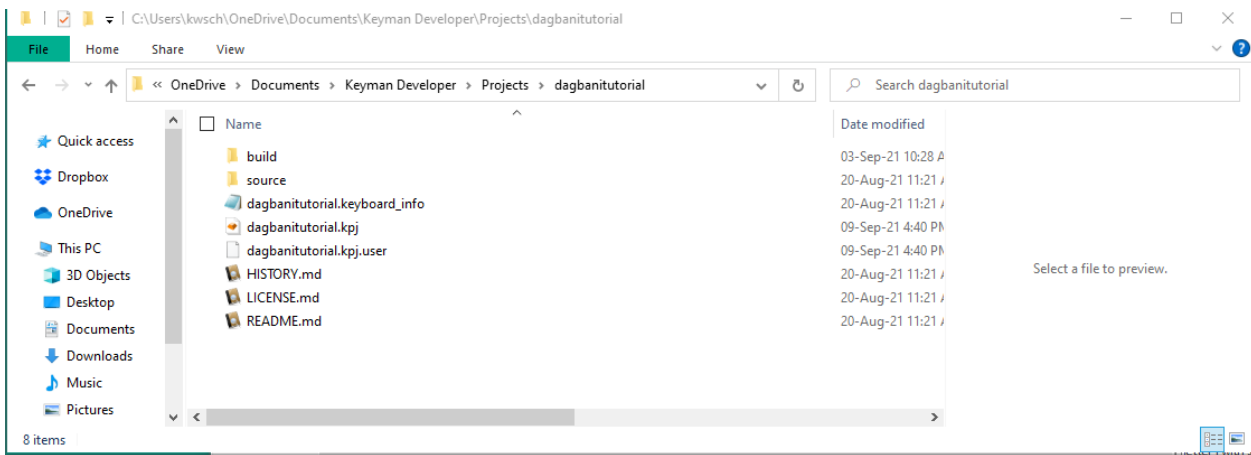 C:\Users\kwsch\OneDrive\Documents\Keyman Developer\Projects\dagbanitutorial
File Home Share View
« OneDrive > Documents > Keyman Developer > Projects > dagbanitutorial Search dagbanitutorial
Name Date modified
Quick access
Dropbox
OneDrive
This PC
3D Objects
Desktop
Documents
Downloads
Music
Pictures
build 03-Sep-21 10:28 A
source 20-Aug-21 11:21
dagbanitutorial.keyboard_info 20-Aug-21 11:21
dagbanitutorial.kpj 09-Sep-21 4:40 PM
dagbanitutorial.kpj.user 09-Sep-21 4:40 PM
HISTORY.md 20-Aug-21 11:21
LICENSE.md 20-Aug-21 11:21
README.md 20-Aug-21 11:21
Select a file to preview.
8 items